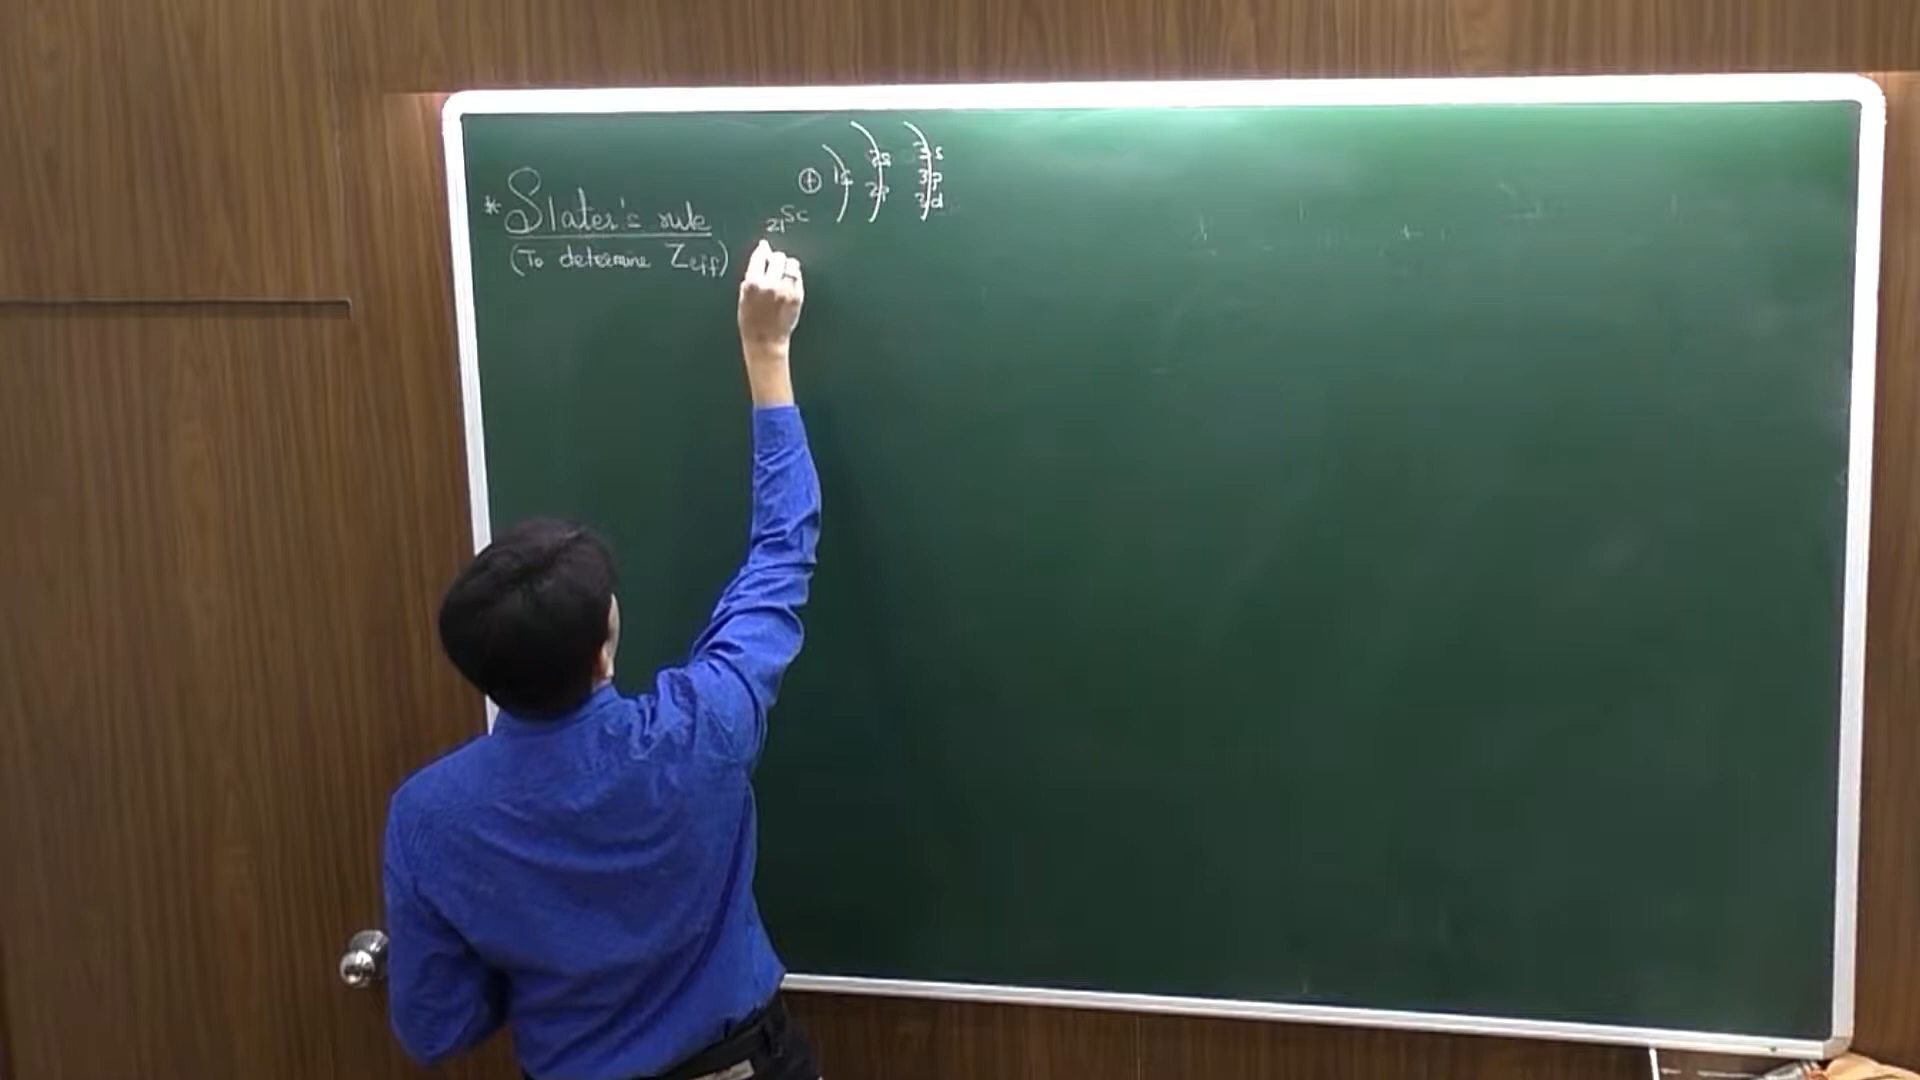 * Slater's rule
(To determine Zeff)
21Sc
⊕ 1s 2s 3s
2p 3p
3d